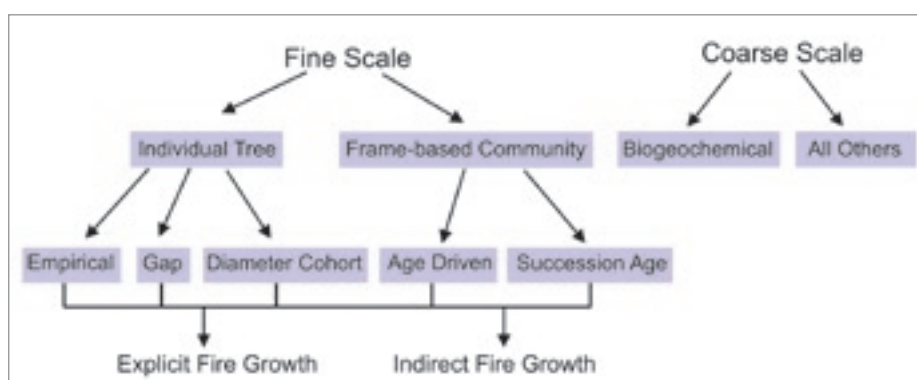 Fine Scale
Coarse Scale
Individual Tree
Frame-based Community
Biogeochemical
All Others
Empirical
Gap
Diameter Cohort
Age Driven
Succession Age
Explicit Fire Growth
Indirect Fire Growth